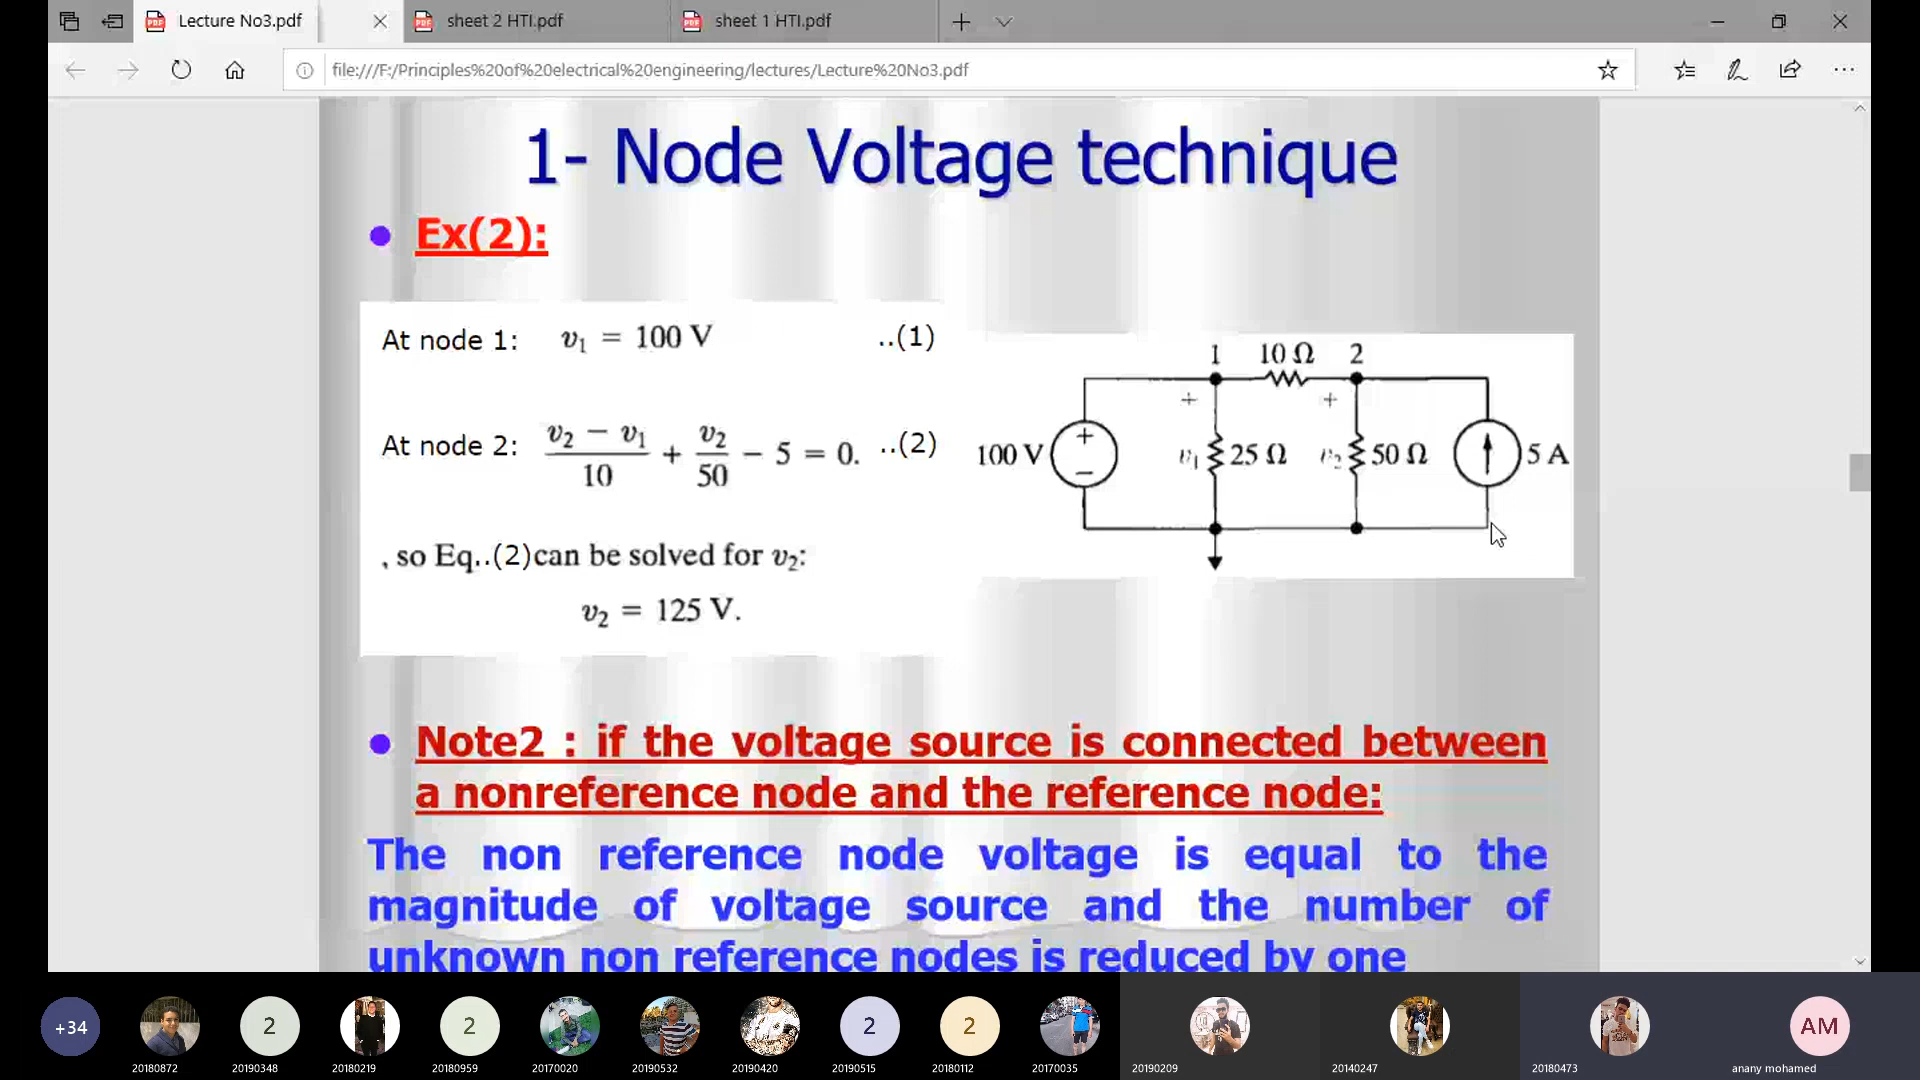 Lecture No3.pdf
sheet 2 HTI.pdf
sheet 1 HTI.pdf
file:///F:/Principles%20of%20electrical%20engineering/lectures/Lecture%20No3.pdf
1- Node Voltage technique
• Ex(2):
At node 1: v₁ = 100 V ..(1)
At node 2: (v₂ − v₁)/10 + v₂/50 − 5 = 0. ..(2)
, so Eq..(2)can be solved for v₂:
v₂ = 125 V.
1 10 Ω 2
+ +
100 V + − v₁ 25 Ω v₂ 50 Ω 5 A
• Note2 : if the voltage source is connected between
a nonreference node and the reference node:
The non reference node voltage is equal to the
magnitude of voltage source and the number of
unknown non reference nodes is reduced by one
+34 2 2 2 2 AM
20180872 20190348 20180219 20180959 20170020 20190532 20190420 20190515 20180112 20170035 20190209 20140247 20180473 anany mohamed